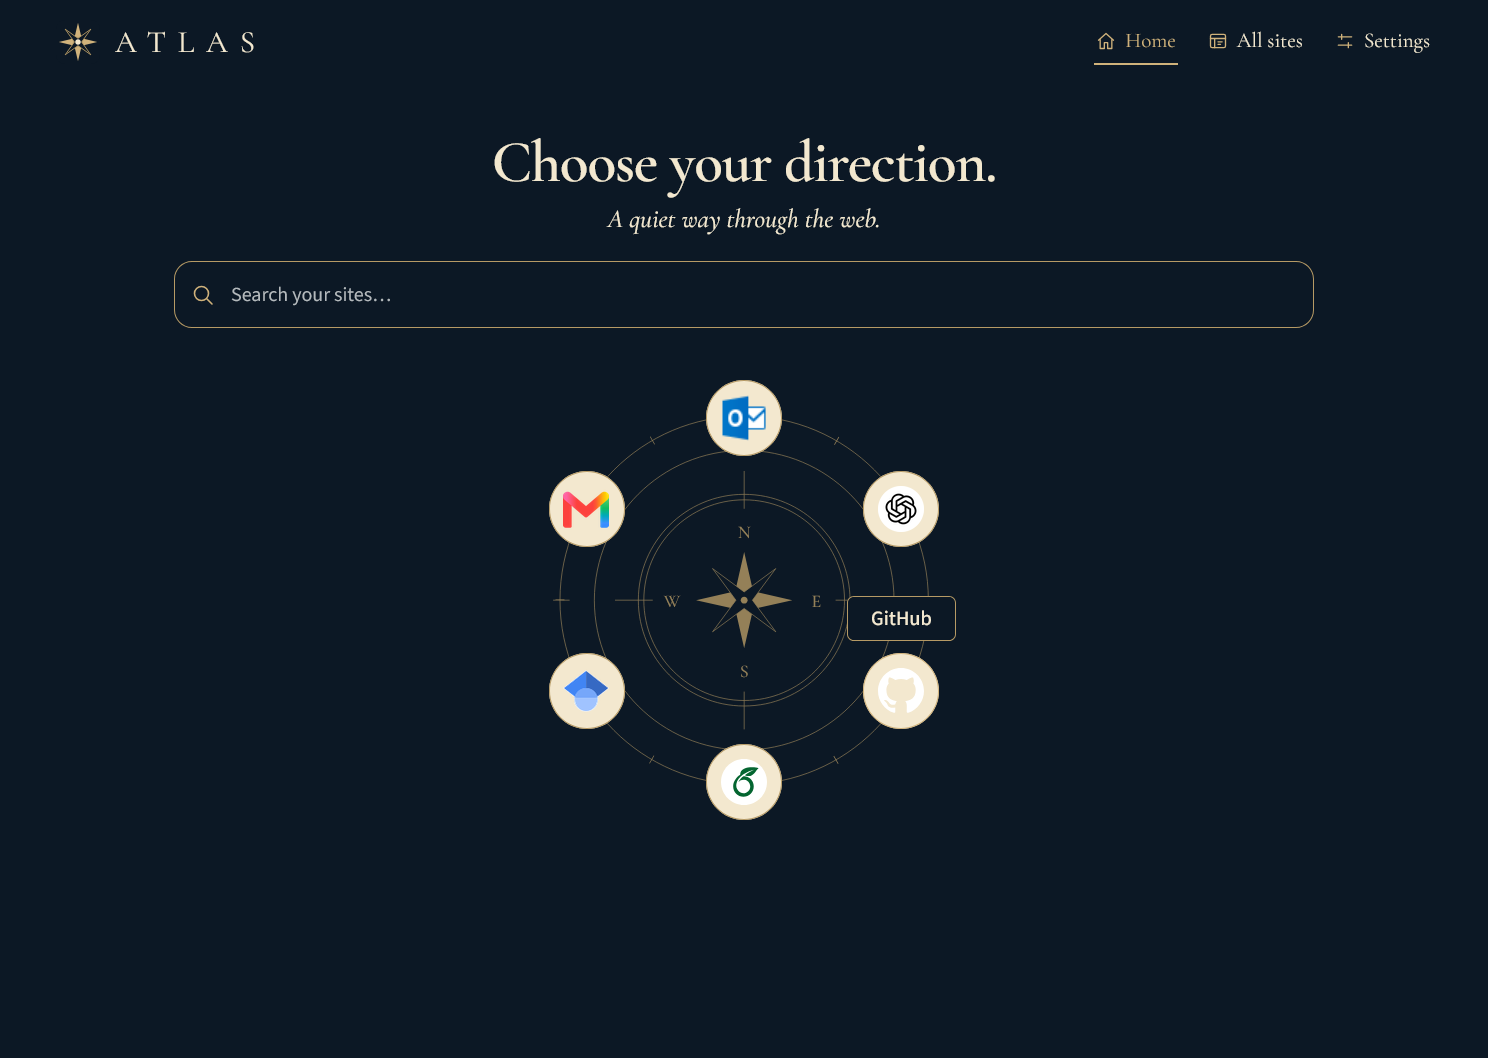 ATLAS
Home
All sites
Settings
Choose your direction.
A quiet way through the web.
Search your sites...
O
N
W
E
GitHub
S